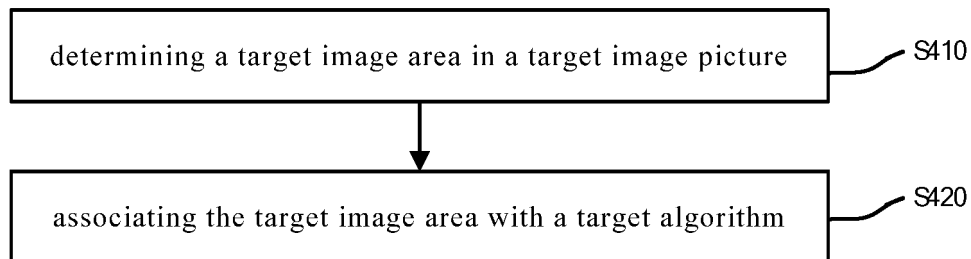 determining a target image area in a target image picture
S410
associating the target image area with a target algorithm
S420